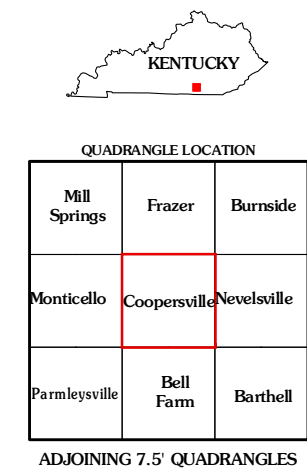 KENTUCKY
QUADRANGLE LOCATION
Mill
Springs
Frazer
Burnside
Monticello
Coopersville
Nevelsville
Parmleysville
Bell
Farm
Barthell
ADJOINING 7.5' QUADRANGLES